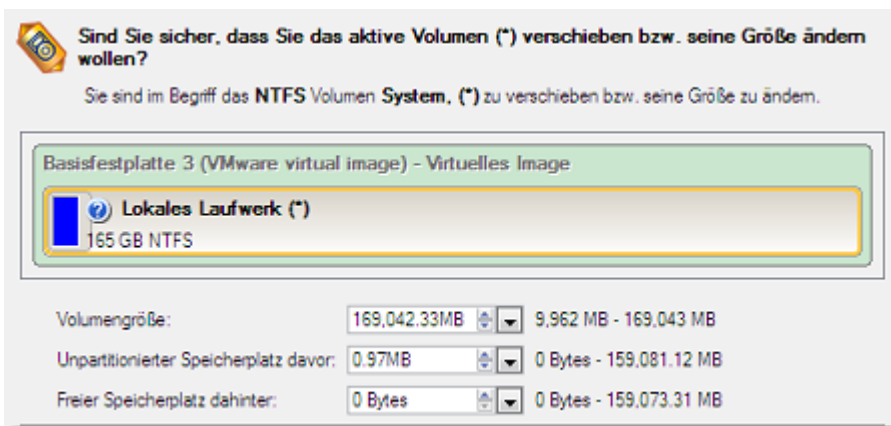 Sind Sie sicher, dass Sie das aktive Volumen (*) verschieben bzw. seine Größe ändern
wollen?
Sie sind im Begriff das NTFS Volumen System, (*) zu verschieben bzw. seine Größe zu ändern.
Basisfestplatte 3 (VMware virtual image) - Virtuelles Image
Lokales Laufwerk (*)
165 GB NTFS
Volumengröße: 169,042.33MB 9,962 MB - 169,043 MB
Unpartitionierter Speicherplatz davor: 0.97MB 0 Bytes - 159,081.12 MB
Freier Speicherplatz dahinter: 0 Bytes 0 Bytes - 159,073.31 MB